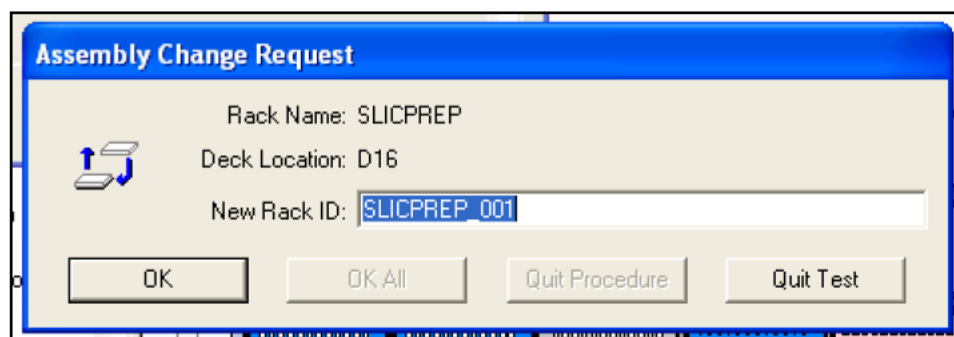 Assembly Change Request
Rack Name: SLICPREP
Deck Location: D16
New Rack ID: SLICPREP_001
OK OK All Quit Procedure Quit Test